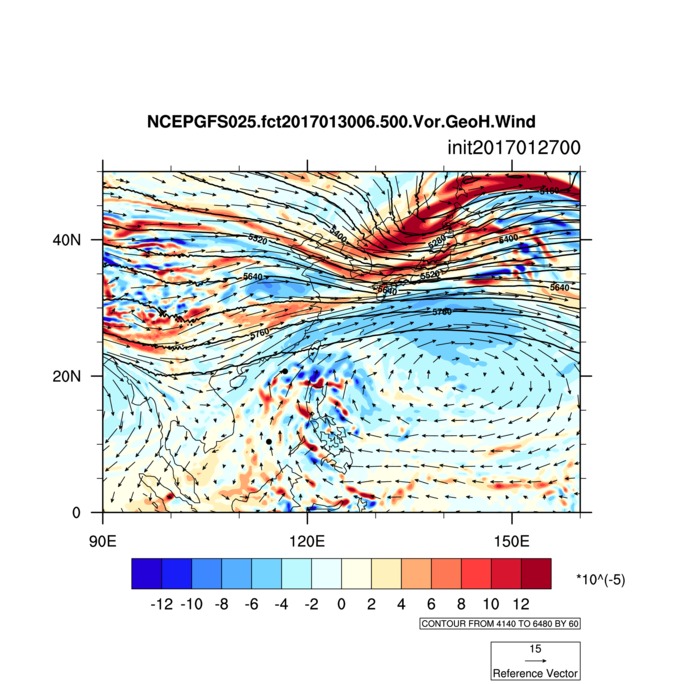 NCEPGFS025.fct2017013006.500.Vor.GeoH.Wind
init2017012700
5160
40N
5320
5400
5280
5400
5640
5520
5640
5640
5760
5760
20N
0
90E 120E 150E
-12 -10 -8 -6 -4 -2 0 2 4 6 8 10 12
*10^(-5)
CONTOUR FROM 4140 TO 6480 BY 60
15
Reference Vector